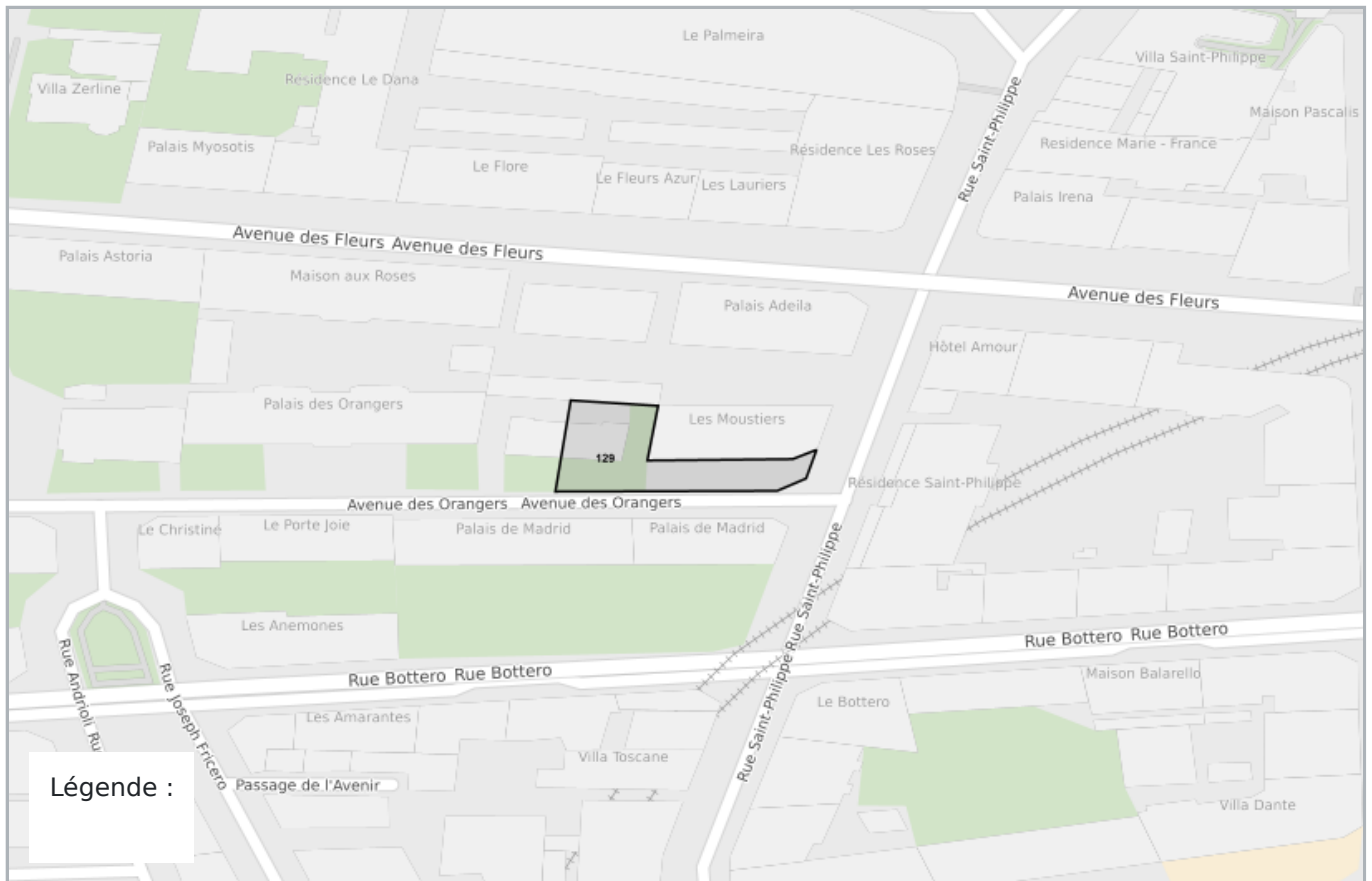 Le Palmeira
Villa Saint-Philippe
Résidence Le Dana
Villa Zerline
Maison Pascalis
Rue Saint-Philippe
Palais Myosotis
Résidence Les Roses
Residence Marie - France
Le Flore
Le Fleurs Azur
Les Lauriers
Palais Irena
Avenue des Fleurs Avenue des Fleurs
Palais Astoria
Maison aux Roses
Palais Adeila
Avenue des Fleurs
Hôtel Amour
Palais des Orangers
Les Moustiers
129
Résidence Saint-Philippe
Avenue des Orangers Avenue des Orangers
Le Christine
Le Porte Joie
Palais de Madrid
Palais de Madrid
Rue Saint-Philippe Rue Saint-Philippe
Les Anemones
Rue Bottero Rue Bottero
Rue Bottero Rue Bottero
Rue Andrioli Ru
Rue Joseph Fricero
Maison Balarello
Le Bottero
Les Amarantes
Villa Toscane
Passage de l'Avenir
Légende :
Villa Dante